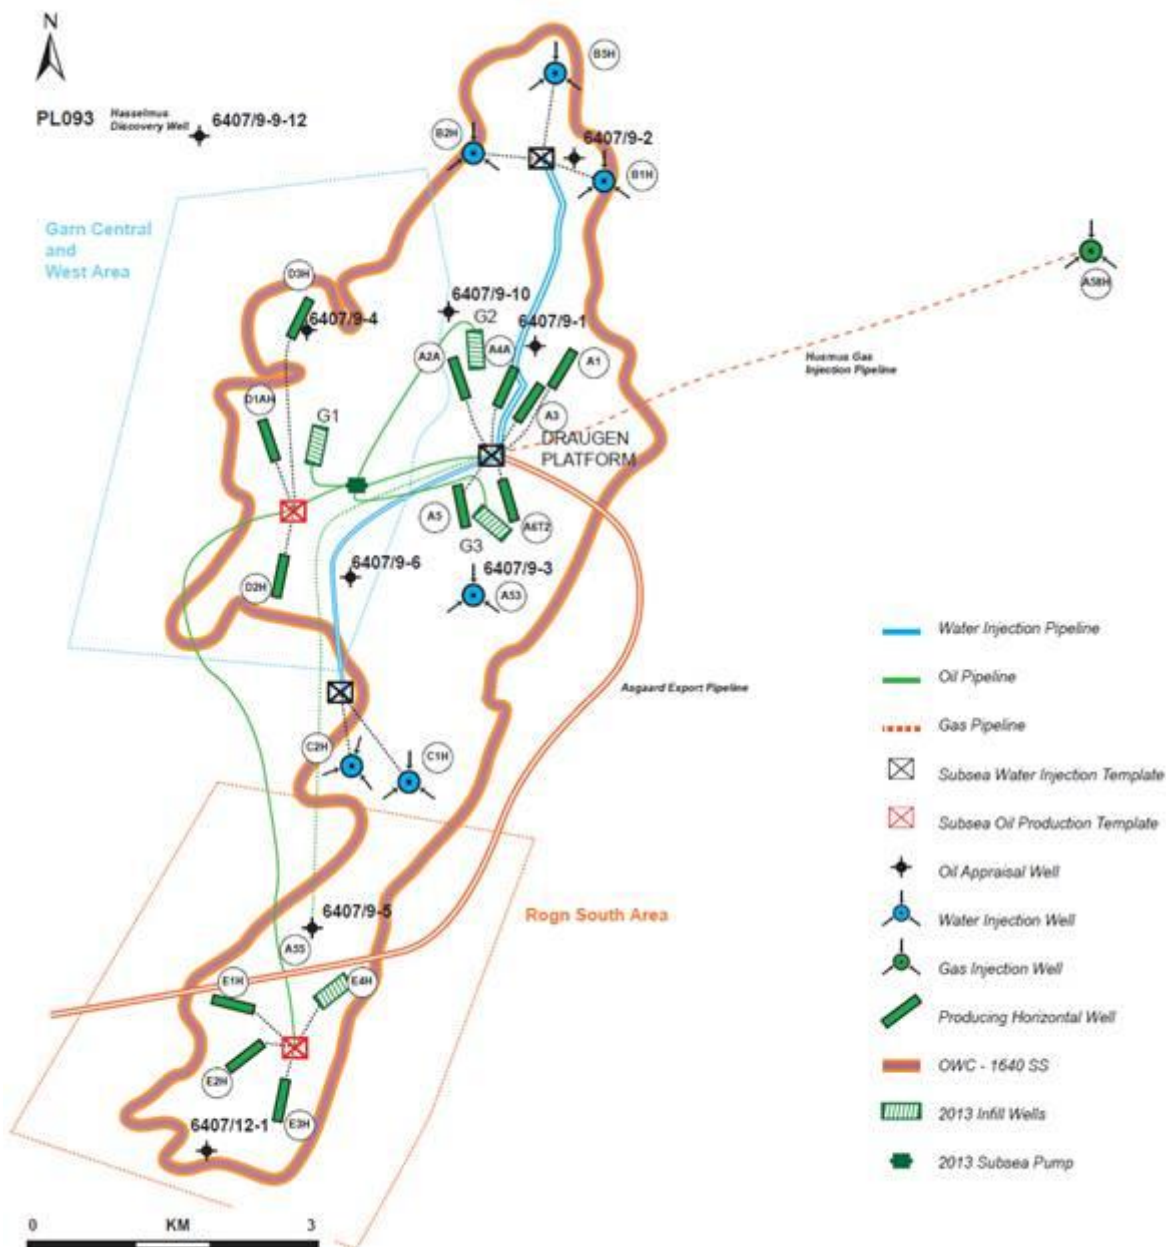 N
PL093
Hasselmus
Discovery Well
6407/9-9-12
B5H
B2H
6407/9-2
B1H
Garn Central
and
West Area
D3H
A58H
6407/9-4
6407/9-10
G2
6407/9-1
A2A
A4A
A1
Husmus Gas
Injection Pipeline
D1AH
G1
A3
DRAUGEN
PLATFORM
A5
A6T2
G3
6407/9-6
6407/9-3
D2H
A53
Asgaard Export Pipeline
C2H
C1H
6407/9-5
Rogn South Area
A55
E1H
E4H
E2H
E3H
6407/12-1
0 KM 3
Water Injection Pipeline
Oil Pipeline
Gas Pipeline
Subsea Water Injection Template
Subsea Oil Production Template
Oil Appraisal Well
Water Injection Well
Gas Injection Well
Producing Horizontal Well
OWC - 1640 SS
2013 Infill Wells
2013 Subsea Pump